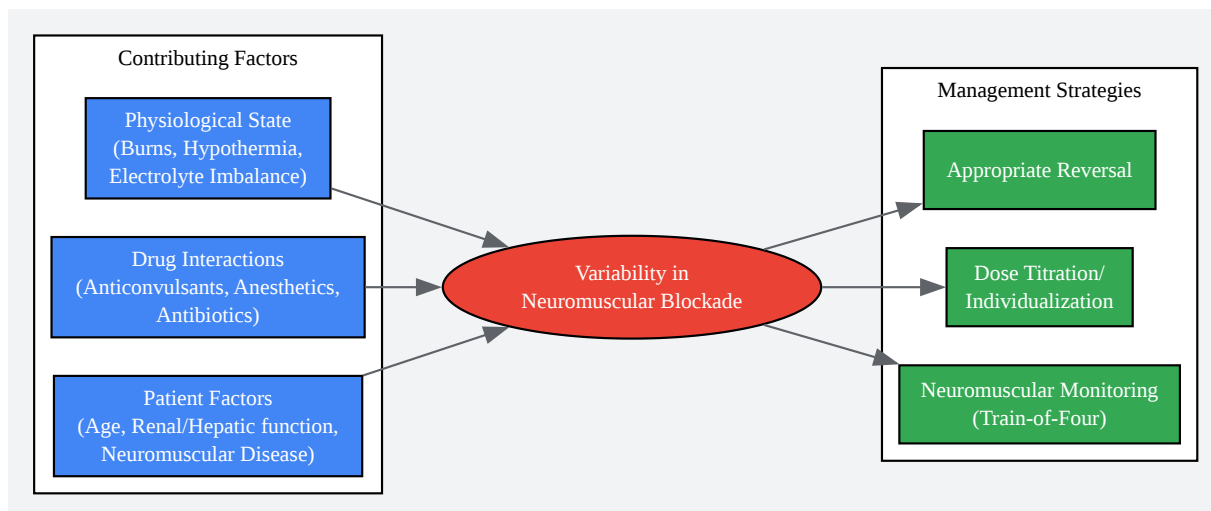 Contributing Factors
Physiological State
(Burns, Hypothermia,
Electrolyte Imbalance)
Drug Interactions
(Anticonvulsants, Anesthetics,
Antibiotics)
Patient Factors
(Age, Renal/Hepatic function,
Neuromuscular Disease)
Variability in
Neuromuscular Blockade
Management Strategies
Appropriate Reversal
Dose Titration/
Individualization
Neuromuscular Monitoring
(Train-of-Four)